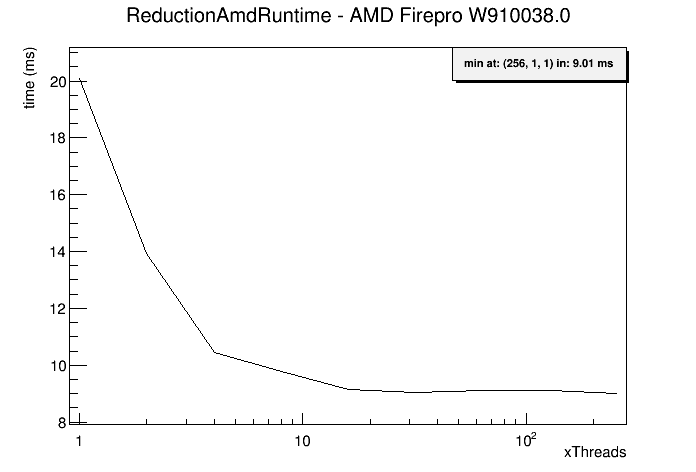 ReductionAmdRuntime - AMD Firepro W910038.0
time (ms)
min at: (256, 1, 1) in: 9.01 ms
20
18
16
14
12
10
8
1 10 10²
xThreads